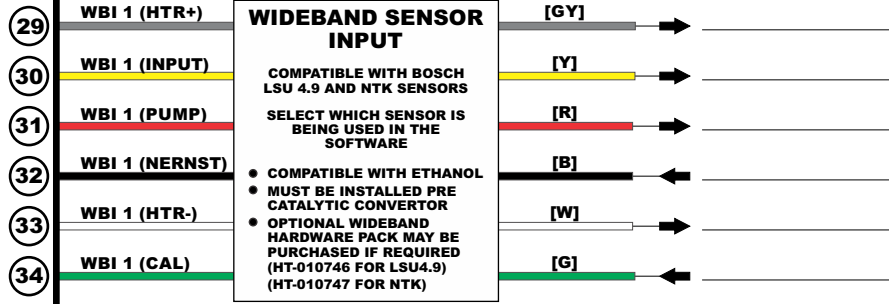 29 WBI 1 (HTR+) [GY]
30 WBI 1 (INPUT) [Y]
31 WBI 1 (PUMP) [R]
32 WBI 1 (NERNST) [B]
33 WBI 1 (HTR-) [W]
34 WBI 1 (CAL) [G]
WIDEBAND SENSOR
INPUT
COMPATIBLE WITH BOSCH
LSU 4.9 AND NTK SENSORS
SELECT WHICH SENSOR IS
BEING USED IN THE
SOFTWARE
COMPATIBLE WITH ETHANOL
MUST BE INSTALLED PRE
CATALYTIC CONVERTOR
OPTIONAL WIDEBAND
HARDWARE PACK MAY BE
PURCHASED IF REQUIRED
(HT-010746 FOR LSU4.9)
(HT-010747 FOR NTK)